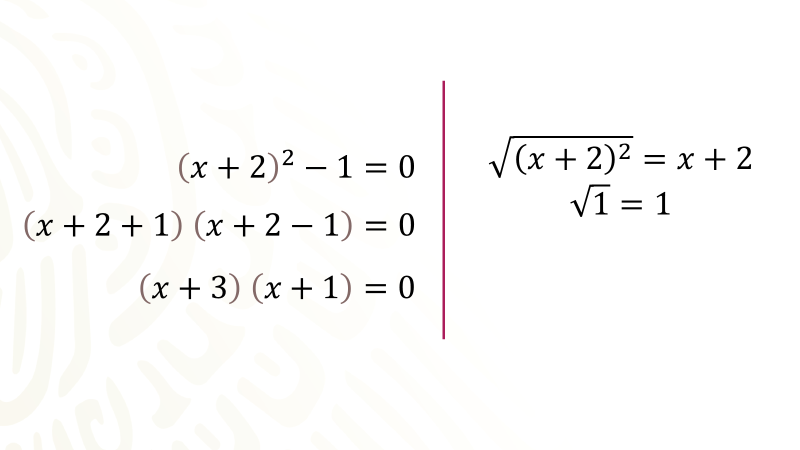 (x + 2)² − 1 = 0
(x + 2 + 1) (x + 2 − 1) = 0
(x + 3) (x + 1) = 0
√(x + 2)² = x + 2
√1 = 1